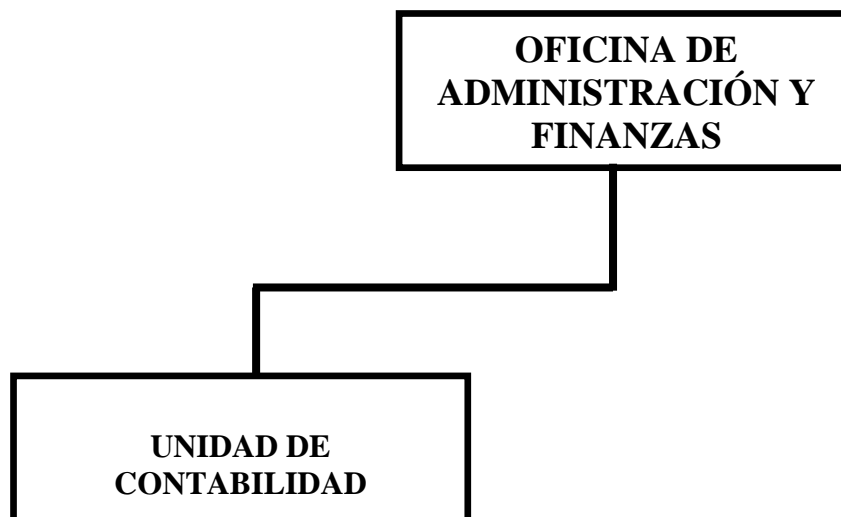 OFICINA DE
ADMINISTRACIÓN Y
FINANZAS
UNIDAD DE
CONTABILIDAD